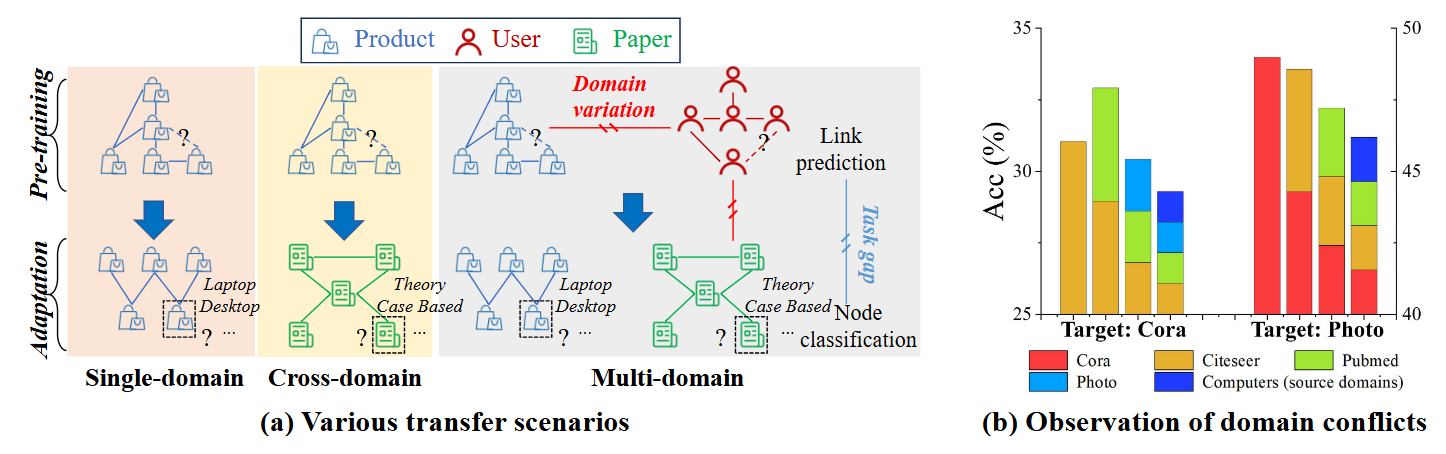 Product User Paper
Pre-training
Adaptation
?
?
?
Domain
variation
?
Link
prediction
Task gap
Laptop
Desktop
? ...
Theory
Case Based
? ...
Laptop
Desktop
? ...
Theory
Case Based
? ...
Node
classification
Single-domain
Cross-domain
Multi-domain
(a) Various transfer scenarios
Acc (%)
35
30
25
50
45
40
Target: Cora
Target: Photo
Cora Citeseer Pubmed
Photo Computers (source domains)
(b) Observation of domain conflicts